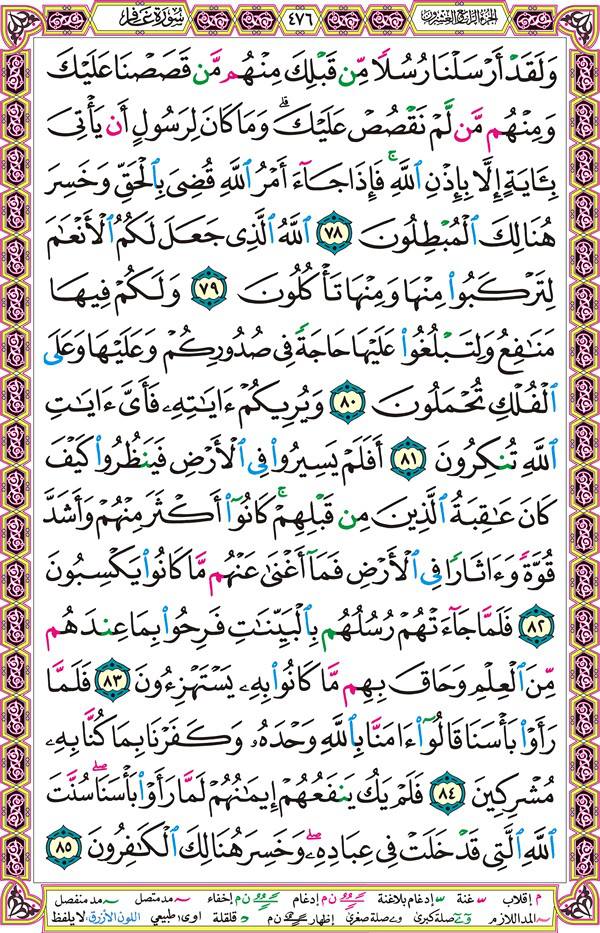 الجزء الرابع والعشرون ٤٧٦ سورة غافر
وَلَقَدْ أَرْسَلْنَا رُسُلًا مِّن قَبْلِكَ مِنْهُم مَّن قَصَصْنَا عَلَيْكَ
وَمِنْهُم مَّن لَّمْ نَقْصُصْ عَلَيْكَ ۗ وَمَا كَانَ لِرَسُولٍ أَن يَأْتِىَ
بِـَٔايَةٍ إِلَّا بِإِذْنِ ٱللَّهِ ۚ فَإِذَا جَآءَ أَمْرُ ٱللَّهِ قُضِىَ بِٱلْحَقِّ وَخَسِرَ
هُنَالِكَ ٱلْمُبْطِلُونَ ٧٨ ٱللَّهُ ٱلَّذِى جَعَلَ لَكُمُ ٱلْأَنْعَٰمَ
لِتَرْكَبُوا۟ مِنْهَا وَمِنْهَا تَأْكُلُونَ ٧٩ وَلَكُمْ فِيهَا
مَنَٰفِعُ وَلِتَبْلُغُوا۟ عَلَيْهَا حَاجَةً فِى صُدُورِكُمْ وَعَلَيْهَا وَعَلَى
ٱلْفُلْكِ تُحْمَلُونَ ٨٠ وَيُرِيكُمْ ءَايَٰتِهِۦ فَأَىَّ ءَايَٰتِ
ٱللَّهِ تُنكِرُونَ ٨١ أَفَلَمْ يَسِيرُوا۟ فِى ٱلْأَرْضِ فَيَنظُرُوا۟ كَيْفَ
كَانَ عَٰقِبَةُ ٱلَّذِينَ مِن قَبْلِهِمْ ۚ كَانُوٓا۟ أَكْثَرَ مِنْهُمْ وَأَشَدَّ
قُوَّةً وَءَاثَارًا فِى ٱلْأَرْضِ فَمَآ أَغْنَىٰ عَنْهُم مَّا كَانُوا۟ يَكْسِبُونَ
٨٢ فَلَمَّا جَآءَتْهُمْ رُسُلُهُم بِٱلْبَيِّنَٰتِ فَرِحُوا۟ بِمَا عِندَهُم
مِّنَ ٱلْعِلْمِ وَحَاقَ بِهِم مَّا كَانُوا۟ بِهِۦ يَسْتَهْزِءُونَ ٨٣ فَلَمَّا
رَأَوْا۟ بَأْسَنَا قَالُوٓا۟ ءَامَنَّا بِٱللَّهِ وَحْدَهُۥ وَكَفَرْنَا بِمَا كُنَّا بِهِۦ
مُشْرِكِينَ ٨٤ فَلَمْ يَكُ يَنفَعُهُمْ إِيمَٰنُهُمْ لَمَّا رَأَوْا۟ بَأْسَنَا ۖ سُنَّتَ
ٱللَّهِ ٱلَّتِى قَدْ خَلَتْ فِى عِبَادِهِۦ ۖ وَخَسِرَ هُنَالِكَ ٱلْكَٰفِرُونَ ٨٥
م إقلاب غنة إدغام بلاغنة ن م إدغام ن م إخفاء مد متصل مد منفصل
المد اللازم صلة كبرى صلة صغرى إظهار ن م قلقلة اوى: طبيعي اللون الأزرق: لا يلفظ